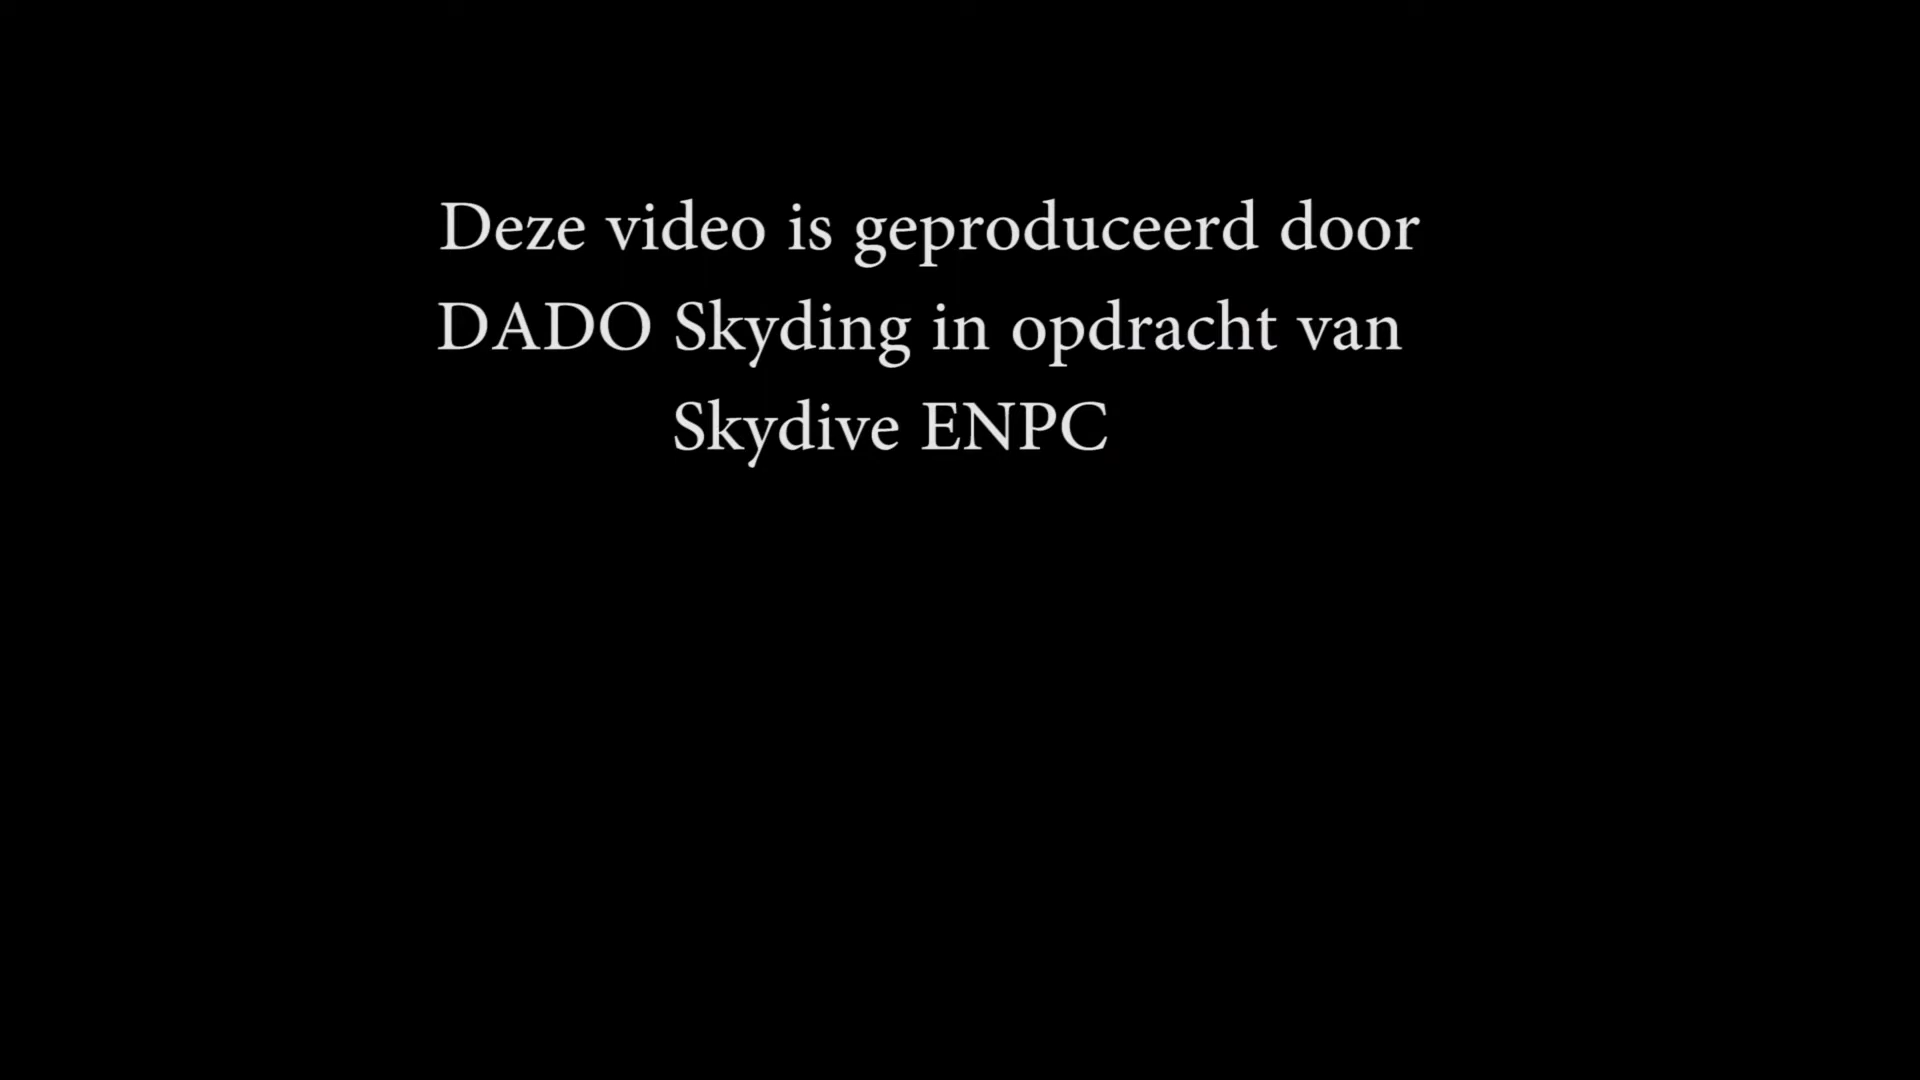 Deze video is geproduceerd door
DADO Skyding in opdracht van
Skydive ENPC